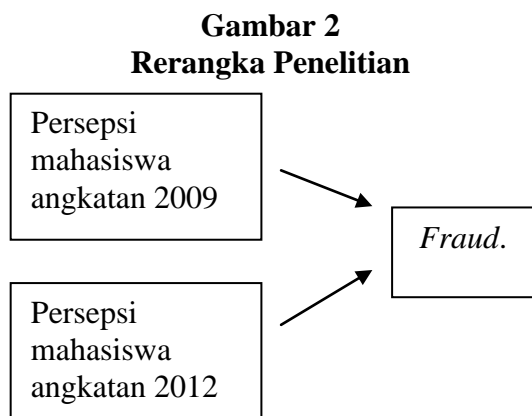 Gambar 2
Rerangka Penelitian
Persepsi
mahasiswa
angkatan 2009
Fraud.
Persepsi
mahasiswa
angkatan 2012